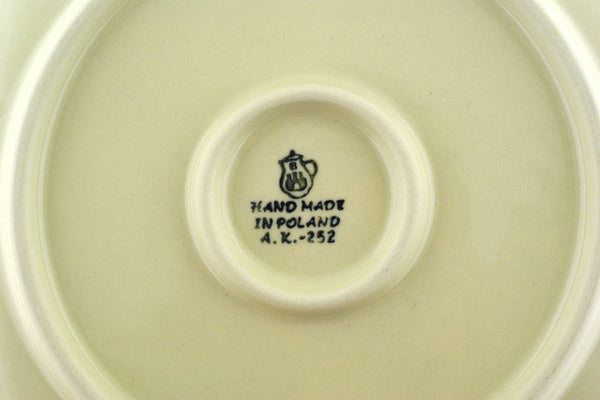 B
HAND MADE
IN POLAND
A.K.-252